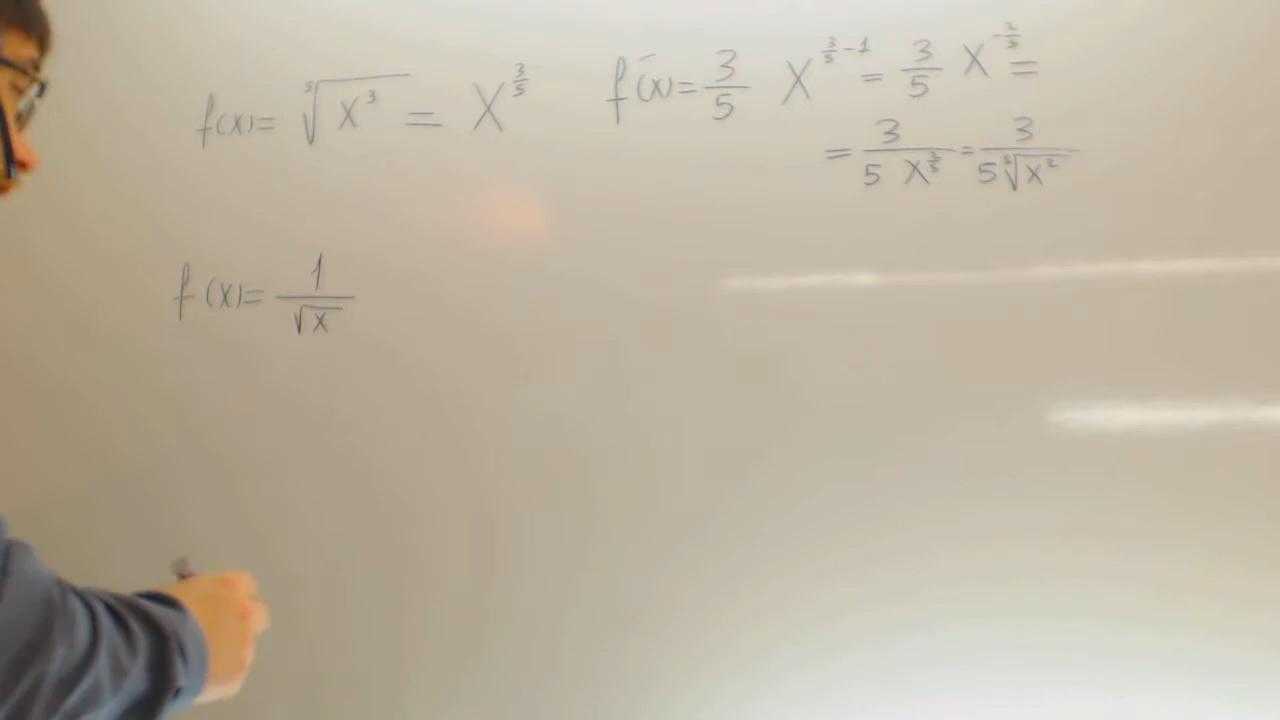 f(x) = ⁵√x³ = x^(3/5) f'(x) = 3/5 x^(3/5 - 1) = 3/5 x^(-2/5) =
= 3/(5 x^(2/5)) = 3/(5 ⁵√x²)
f(x) = 1/√x